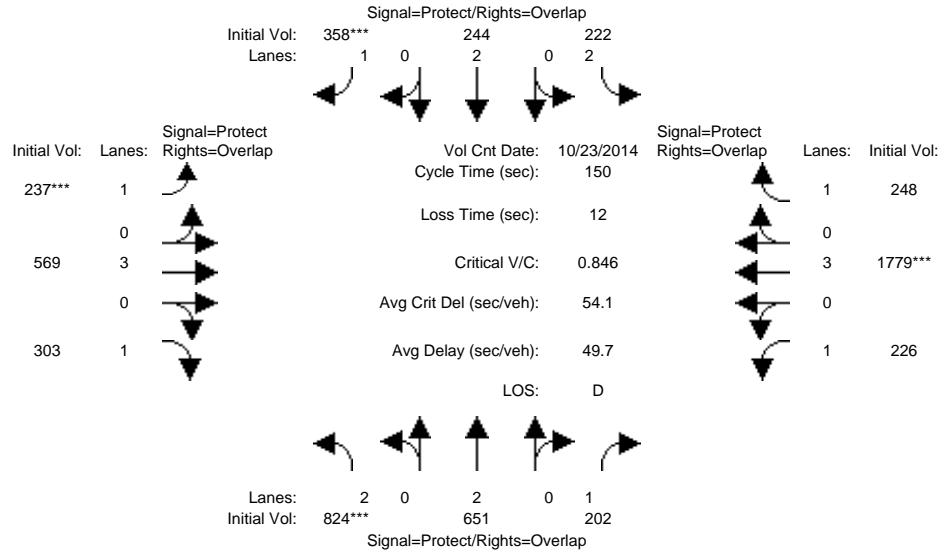 Signal=Protect/Rights=Overlap
Initial Vol: 358*** 244 222
Lanes: 1 0 2 0 2
Signal=Protect
Rights=Overlap
Signal=Protect
Rights=Overlap
Initial Vol: Lanes: Vol Cnt Date: 10/23/2014 Lanes: Initial Vol:
Cycle Time (sec): 150
237*** 1 1 248
Loss Time (sec): 12
0 0
569 3 Critical V/C: 0.846 3 1779***
0 Avg Crit Del (sec/veh): 54.1 0
303 1 Avg Delay (sec/veh): 49.7 1 226
LOS: D
Lanes: 2 0 2 0 1
Initial Vol: 824*** 651 202
Signal=Protect/Rights=Overlap